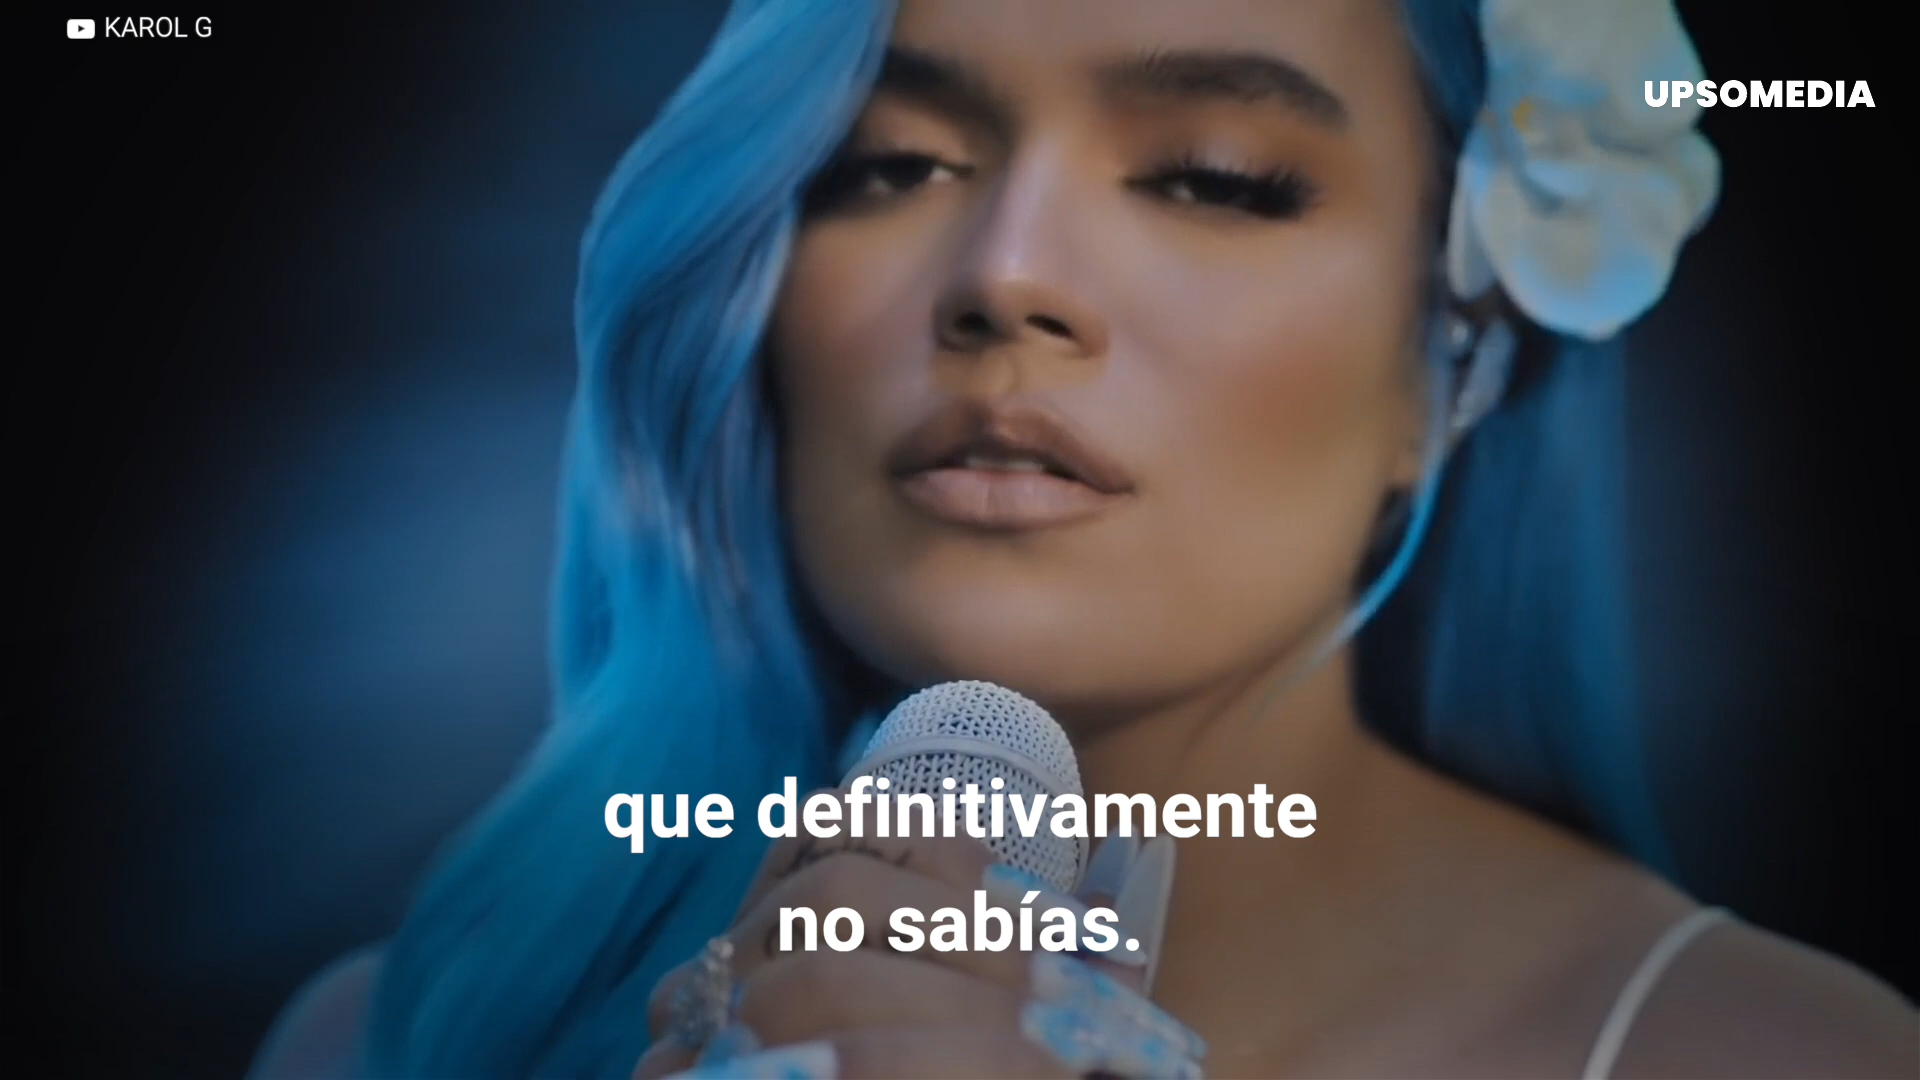 KAROL G
UPSOMEDIA
que definitivamente
no sabías.